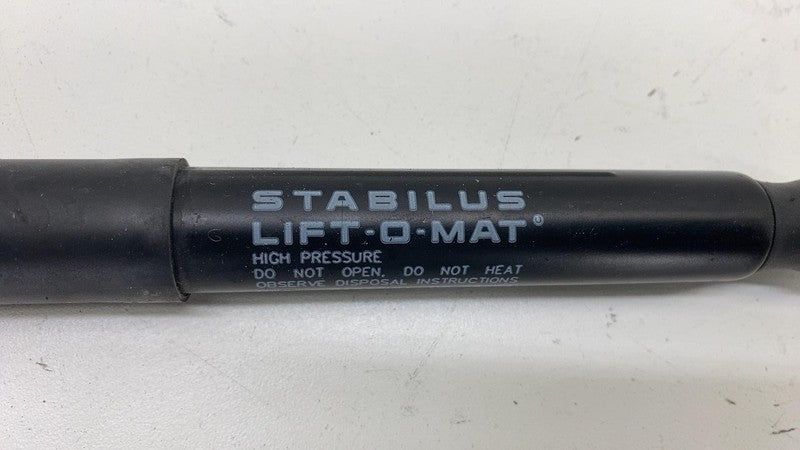 STABILUS
LIFT-O-MAT®
HIGH PRESSURE
DO NOT OPEN, DO NOT HEAT
OBSERVE DISPOSAL INSTRUCTIONS